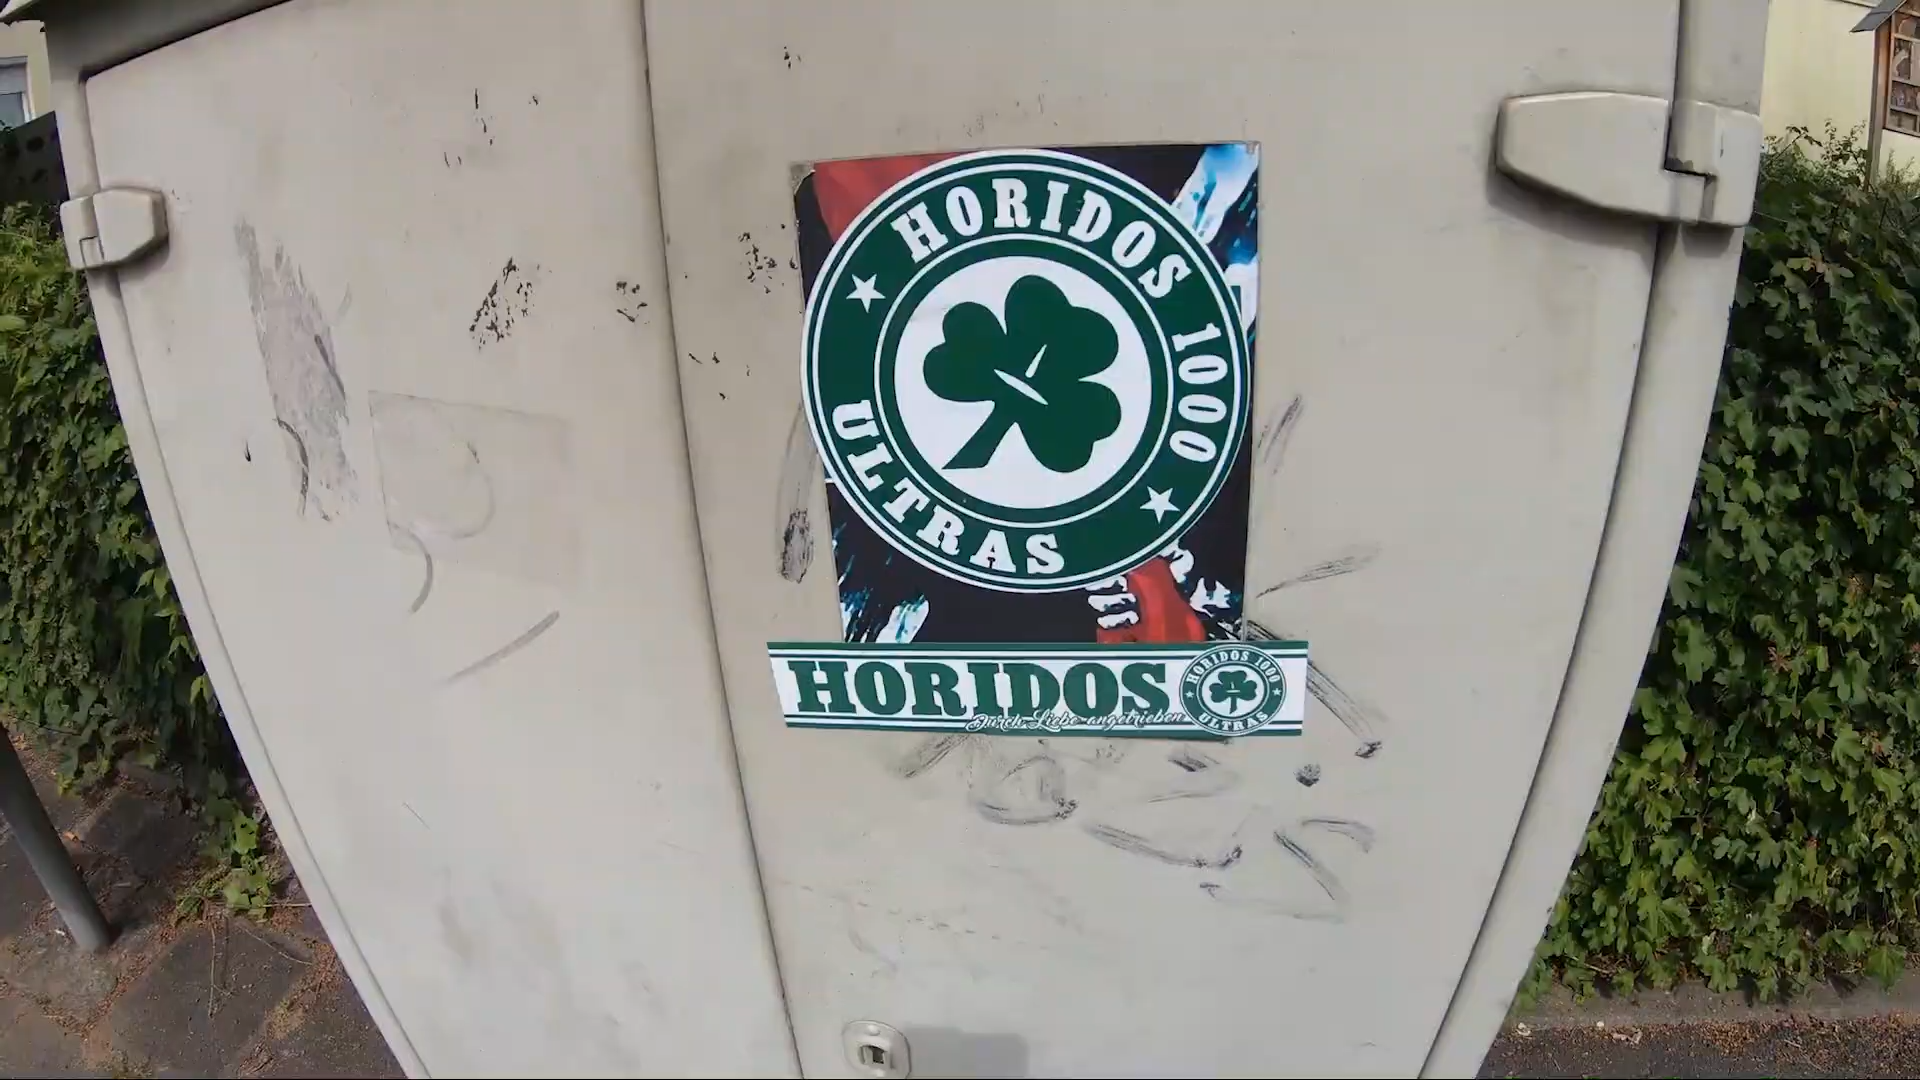 HORIDOS 1000
ULTRAS
HORIDOS
Durch Liebe angetrieben
HORIDOS 1000
ULTRAS